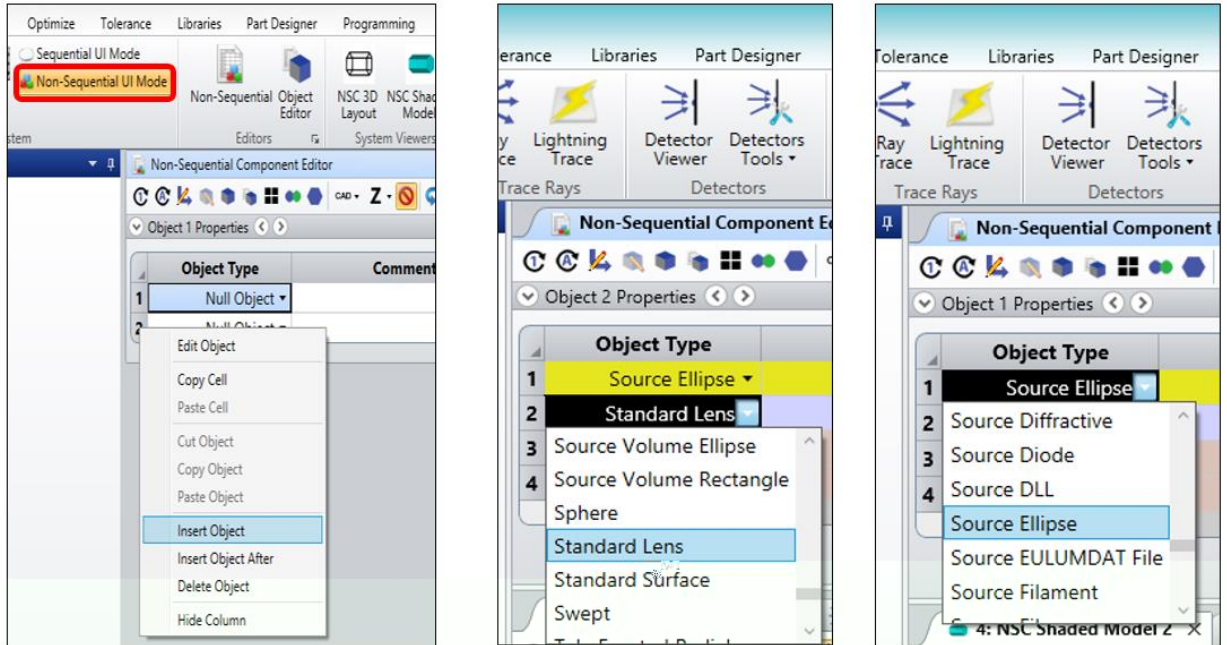 Optimize Tolerance Libraries Part Designer Programming
Sequential UI Mode
Non-Sequential UI Mode
Non-Sequential Object Editor
NSC 3D Layout
NSC Shad Model
stem
Editors
System Viewers
Non-Sequential Component Editor
CAD Z
Object 1 Properties
Object Type Comment
1 Null Object
2 Null Object
Edit Object
Copy Cell
Paste Cell
Cut Object
Copy Object
Paste Object
Insert Object
Insert Object After
Delete Object
Hide Column
erance Libraries Part Designer
y Lightning Detector Detectors
ce Trace Viewer Tools
Trace Rays Detectors
Non-Sequential Component E
Object 2 Properties
Object Type
1 Source Ellipse
2 Standard Lens
3 Source Volume Ellipse
4 Source Volume Rectangle
Sphere
Standard Lens
Standard Surface
Swept
Tolerance Libraries Part Designer
Ray Lightning Detector Detectors
Trace Trace Viewer Tools
Trace Rays Detectors
Non-Sequential Component
Object 1 Properties
Object Type
1 Source Ellipse
2 Source Diffractive
3 Source Diode
4 Source DLL
Source Ellipse
Source EULUMDAT File
Source Filament
4: NSC Shaded Model 2